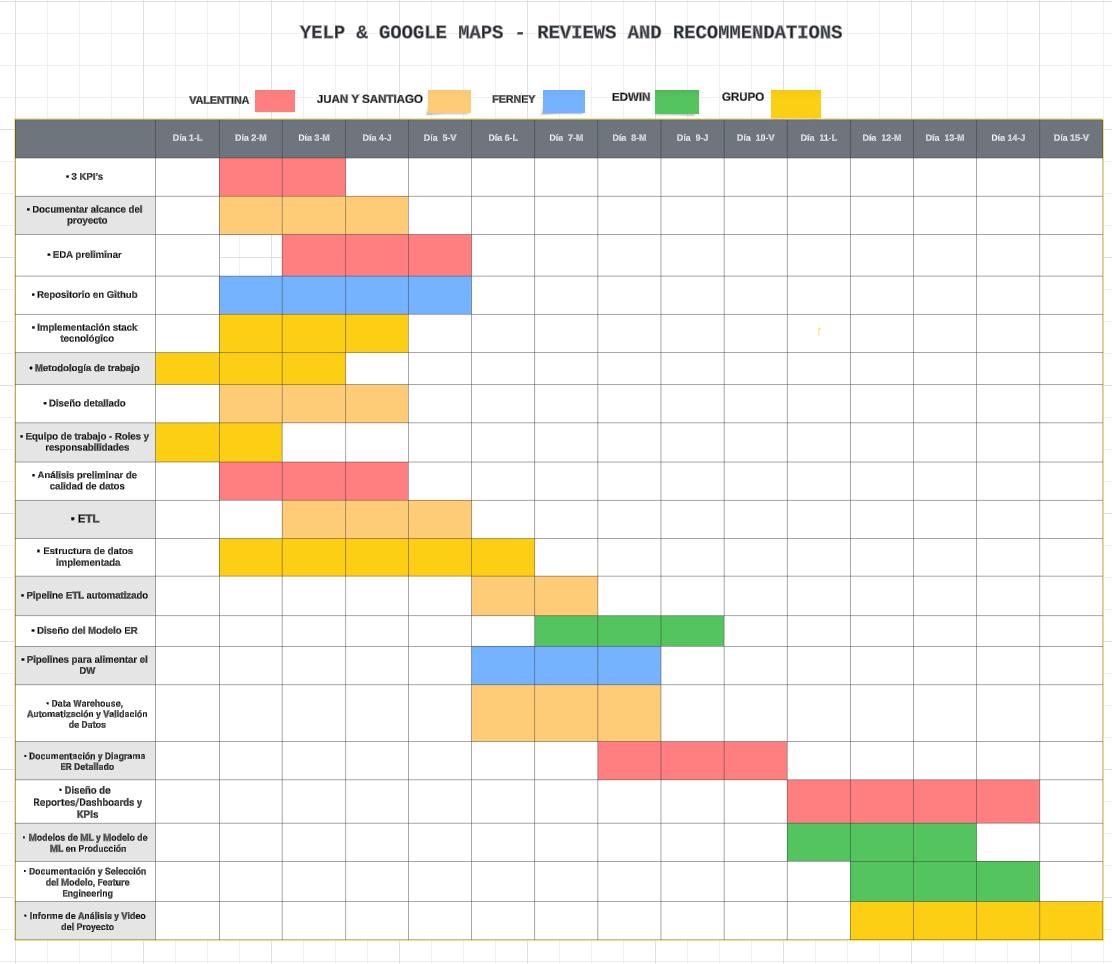 YELP & GOOGLE MAPS - REVIEWS AND RECOMMENDATIONS
VALENTINA JUAN Y SANTIAGO FERNEY EDWIN GRUPO
Día 1-L Día 2-M Día 3-M Día 4-J Día 5-V Día 6-L Día 7-M Día 8-M Día 9-J Día 10-V Día 11-L Día 12-M Día 13-M Día 14-J Día 15-V
• 3 KPI's
• Documentar alcance del
proyecto
• EDA preliminar
• Repositorio en Github
• Implementación stack
tecnológico
• Metodología de trabajo
• Diseño detallado
• Equipo de trabajo - Roles y
responsabilidades
• Análisis preliminar de
calidad de datos
• ETL
• Estructura de datos
implementada
• Pipeline ETL automatizado
• Diseño del Modelo ER
• Pipelines para alimentar el
DW
• Data Warehouse,
Automatización y Validación
de Datos
• Documentación y Diagrama
ER Detallado
• Diseño de
Reportes/Dashboards y
KPIs
• Modelos de ML y Modelo de
ML en Producción
• Documentación y Selección
del Modelo, Feature
Engineering
• Informe de Análisis y Video
del Proyecto